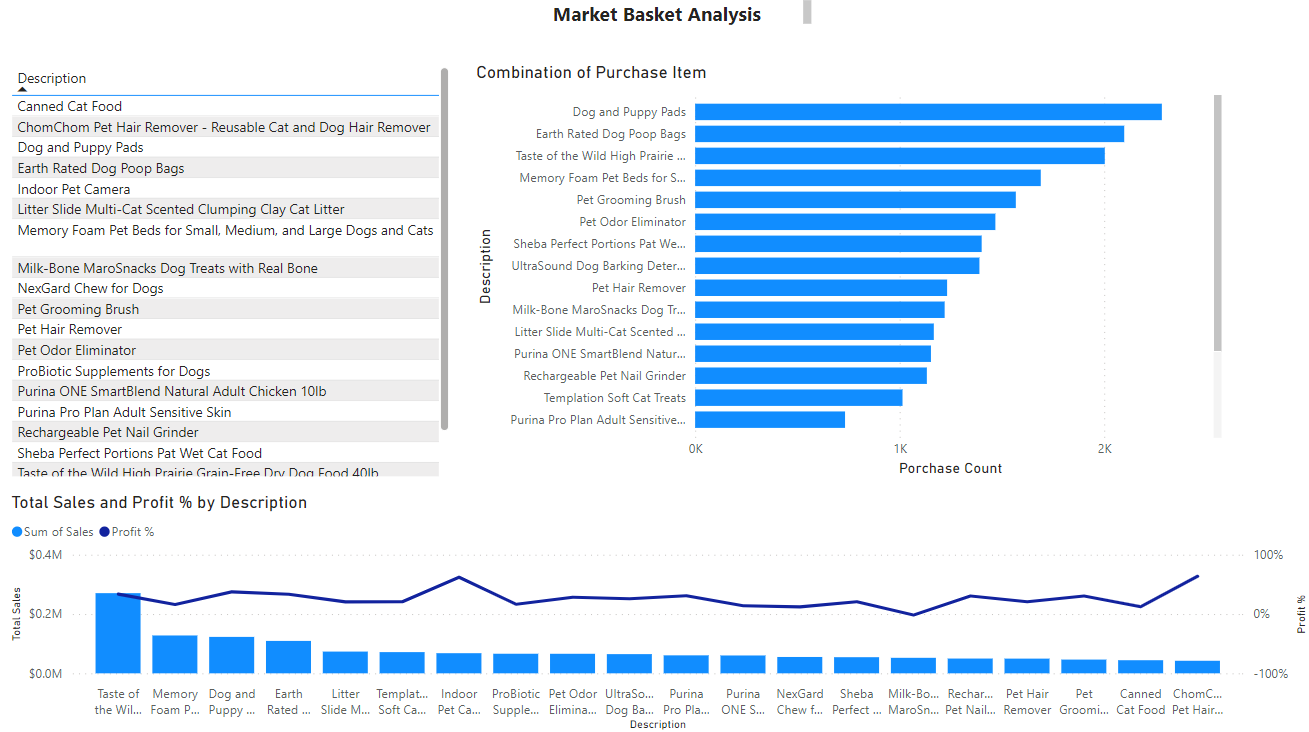 Market Basket Analysis
Description
Canned Cat Food
ChomChom Pet Hair Remover - Reusable Cat and Dog Hair Remover
Dog and Puppy Pads
Earth Rated Dog Poop Bags
Indoor Pet Camera
Litter Slide Multi-Cat Scented Clumping Clay Cat Litter
Memory Foam Pet Beds for Small, Medium, and Large Dogs and Cats
Milk-Bone MaroSnacks Dog Treats with Real Bone
NexGard Chew for Dogs
Pet Grooming Brush
Pet Hair Remover
Pet Odor Eliminator
ProBiotic Supplements for Dogs
Purina ONE SmartBlend Natural Adult Chicken 10lb
Purina Pro Plan Adult Sensitive Skin
Rechargeable Pet Nail Grinder
Sheba Perfect Portions Pat Wet Cat Food
Taste of the Wild High Prairie Grain-Free Dry Dog Food 40lb
Combination of Purchase Item
Description
Dog and Puppy Pads
Earth Rated Dog Poop Bags
Taste of the Wild High Prairie ...
Memory Foam Pet Beds for S...
Pet Grooming Brush
Pet Odor Eliminator
Sheba Perfect Portions Pat We...
UltraSound Dog Barking Deter...
Pet Hair Remover
Milk-Bone MaroSnacks Dog Tr...
Litter Slide Multi-Cat Scented ...
Purina ONE SmartBlend Natur...
Rechargeable Pet Nail Grinder
Templation Soft Cat Treats
Purina Pro Plan Adult Sensitive...
0K 1K 2K
Porchase Count
Total Sales and Profit % by Description
Sum of Sales Profit %
Total Sales
$0.4M
$0.2M
$0.0M
100%
0%
-100%
Profit %
Taste of the Wil...
Memory Foam P...
Dog and Puppy ...
Earth Rated ...
Litter Slide M...
Templat... Soft Ca...
Indoor Pet Ca...
ProBiotic Supple...
Pet Odor Elimina...
UltraSo... Dog Ba...
Purina Pro Pla...
Purina ONE S...
NexGard Chew f...
Sheba Perfect ...
Milk-Bo... MaroSn...
Rechar... Pet Nail...
Pet Hair Remover
Pet Groomi...
Canned Cat Food
ChomC... Pet Hair...
Description